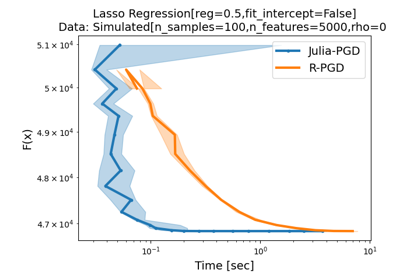 Lasso Regression[reg=0.5,fit_intercept=False]
Data: Simulated[n_samples=100,n_features=5000,rho=0
5.1 × 10⁴
5 × 10⁴
4.9 × 10⁴
4.8 × 10⁴
4.7 × 10⁴
F(x)
Julia-PGD
R-PGD
10⁻¹
10⁰
10¹
Time [sec]